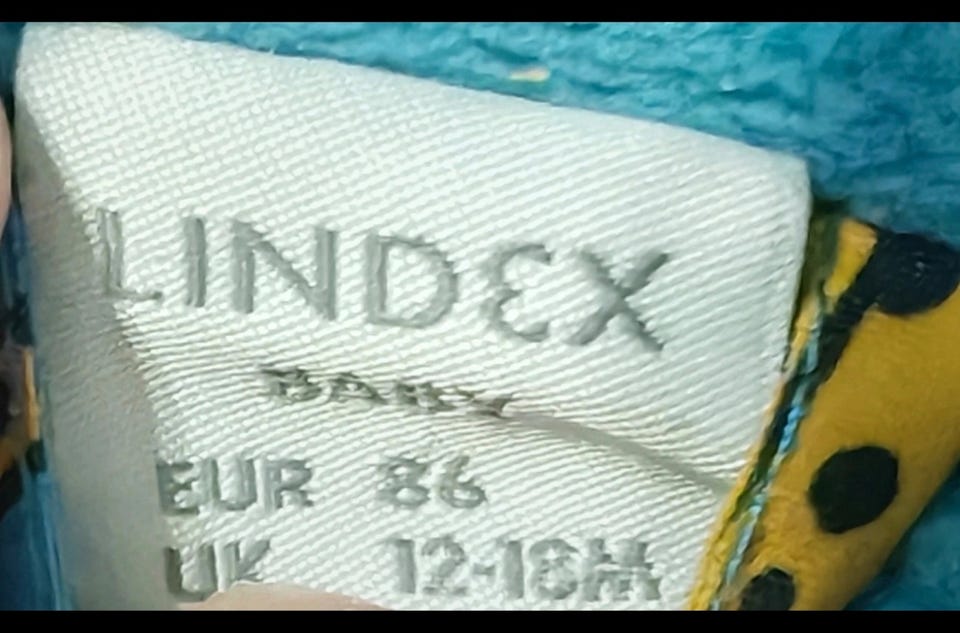 LINDEX
BABY
EUR 86
UK 12-18M